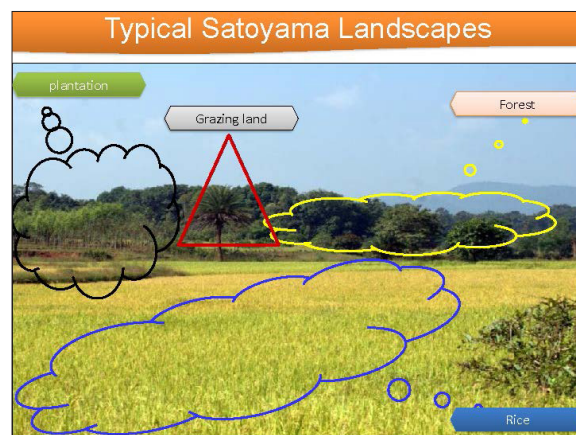 Typical Satoyama Landscapes
plantation
Grazing land
Forest
Rice